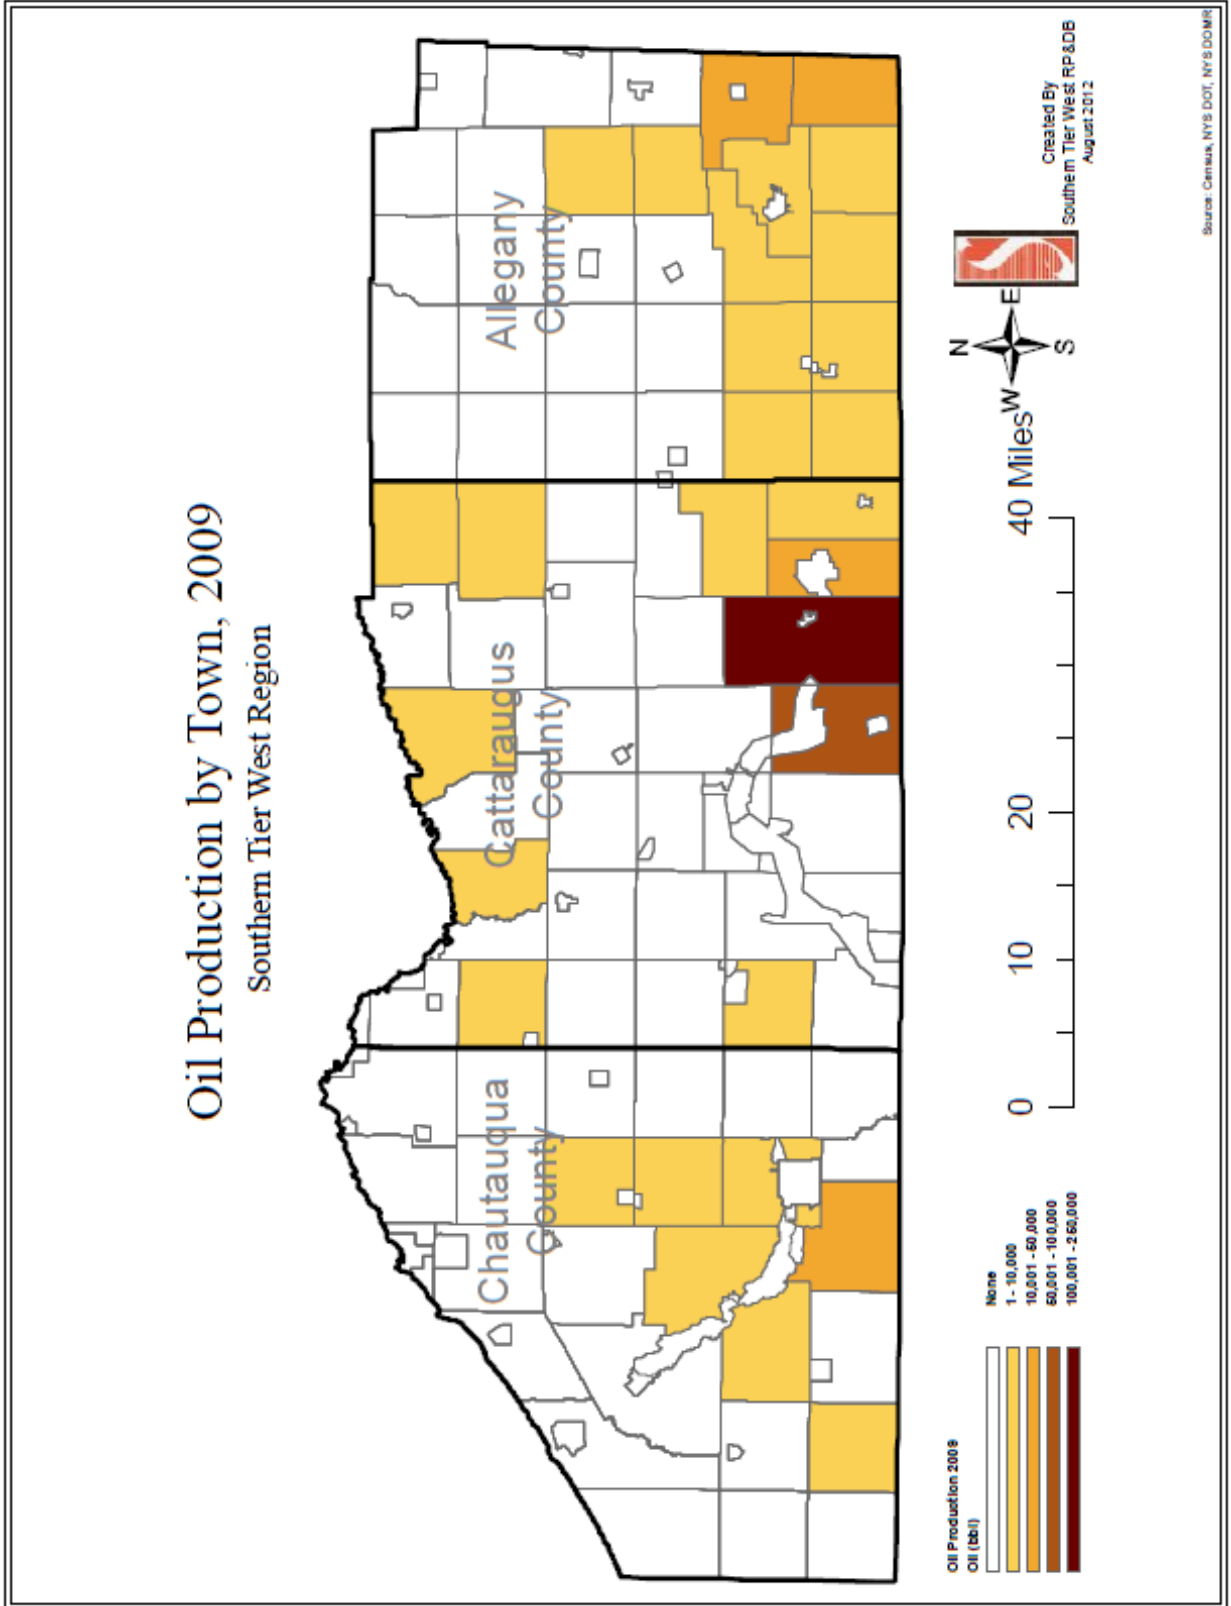 Oil Production by Town, 2009
Southern Tier West Region
Chautauqua
County
Cattaraugus
County
Allegany
County
Oil Production 2009
Oil (bbl)
None
1 - 10,000
10,001 - 50,000
50,001 - 100,000
100,001 - 250,000
0 10 20 40 Miles
N
W E
S
Created By
Southern Tier West RP&DB
August 2012
Source: Census, NYS DOT, NYSDOMR